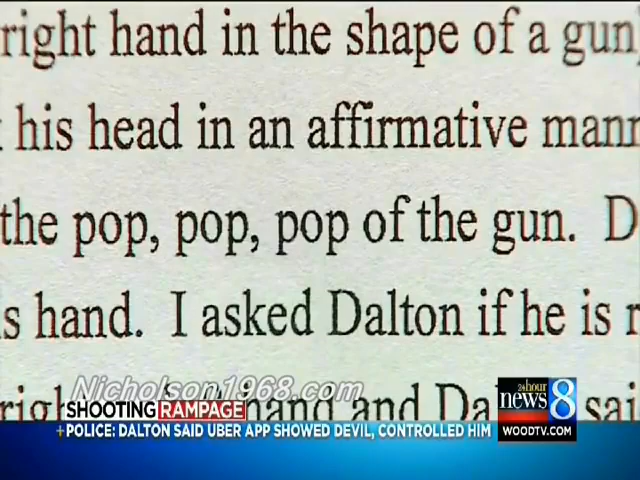 right hand in the shape of a gun
his head in an affirmative
the pop, pop, pop of the gun. D
s hand. I asked Dalton if he is
hand and Da
Nicholson1968.com
SHOOTING RAMPAGE
+POLICE: DALTON SAID UBER APP SHOWED DEVIL, CONTROLLED HIM
24 hour
news 8
WOODTV.COM